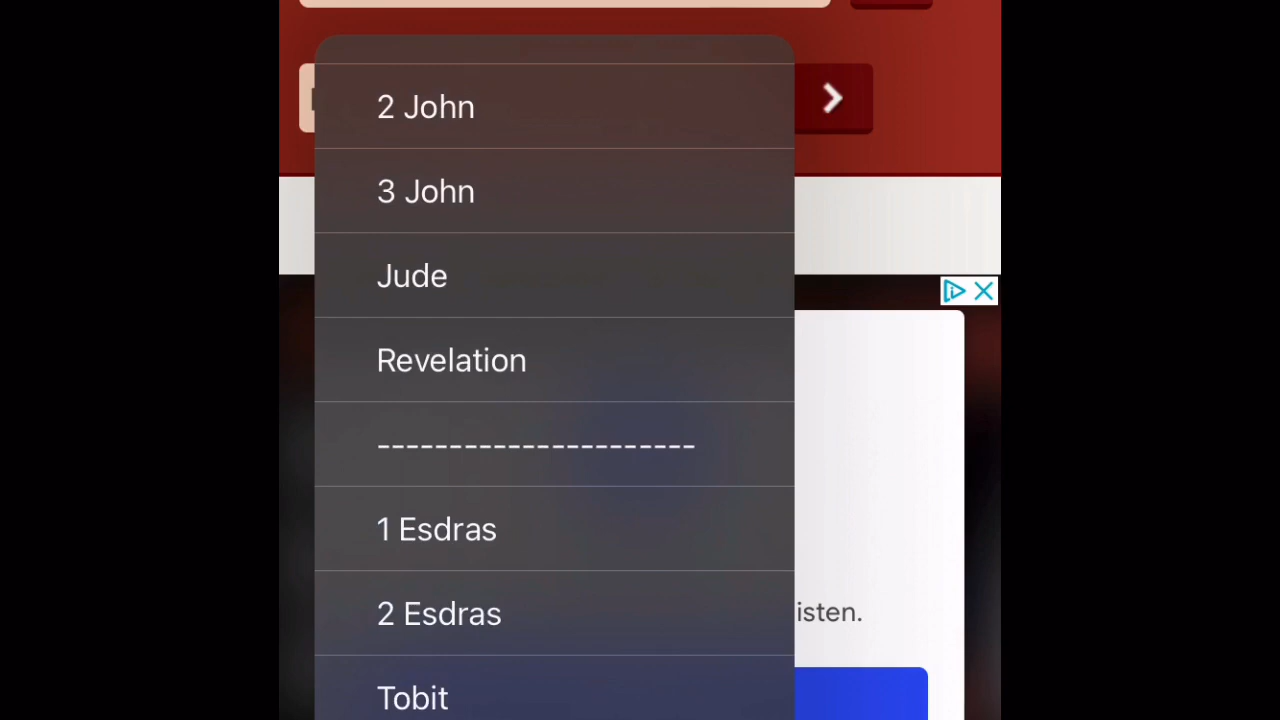 2 John
3 John
Jude
Revelation
----------------------
1 Esdras
2 Esdras
isten.
Tobit